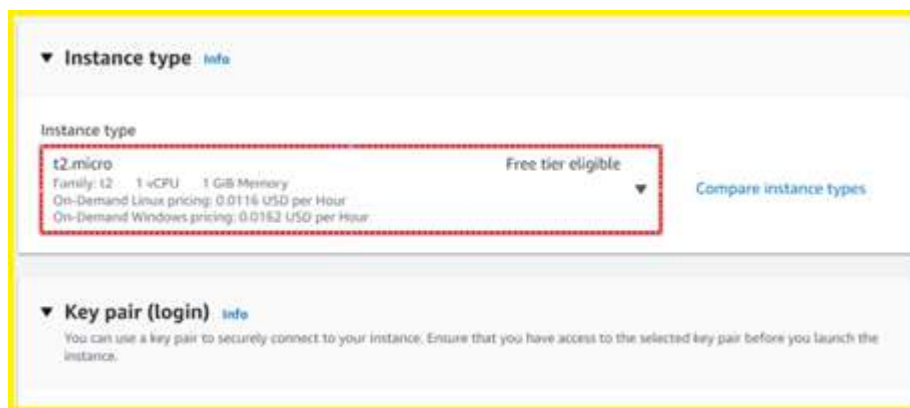 Instance type Info
Instance type
t2.micro Free tier eligible
Family: t2 1 vCPU 1 GiB Memory
On-Demand Linux pricing: 0.0116 USD per Hour
On-Demand Windows pricing: 0.0162 USD per Hour
Compare instance types
Key pair (login) Info
You can use a key pair to securely connect to your instance. Ensure that you have access to the selected key pair before you launch the
instance.